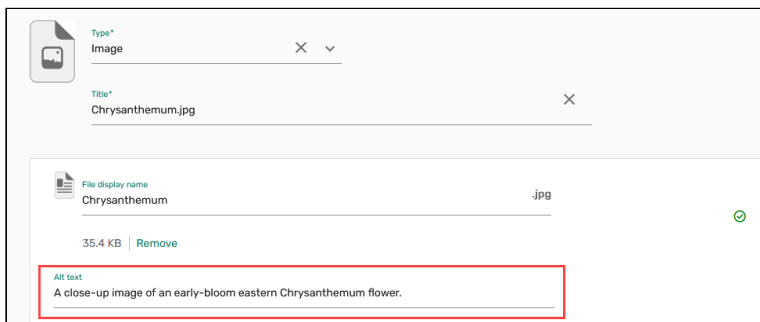 Type*
Image
Title*
Chrysanthemum.jpg
File display name
Chrysanthemum
.jpg
35.4 KB | Remove
Alt text
A close-up image of an early-bloom eastern Chrysanthemum flower.